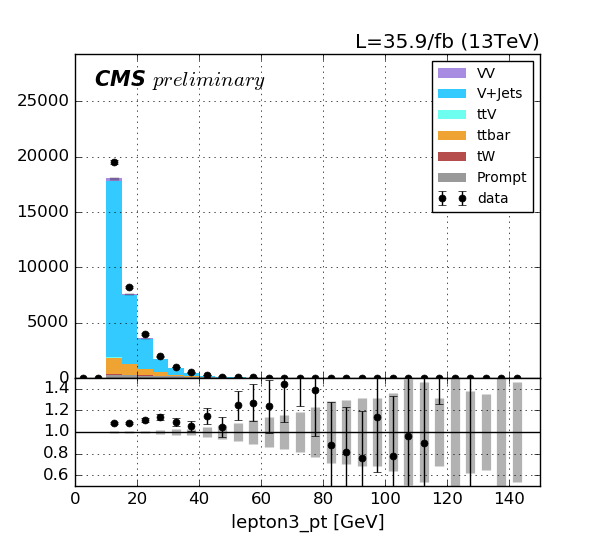 L=35.9/fb (13TeV)
CMS preliminary
VV
V+Jets
ttV
ttbar
tW
Prompt
data
25000
20000
15000
10000
5000
0
1.4
1.2
1.0
0.8
0.6
0 20 40 60 80 100 120 140
lepton3_pt [GeV]